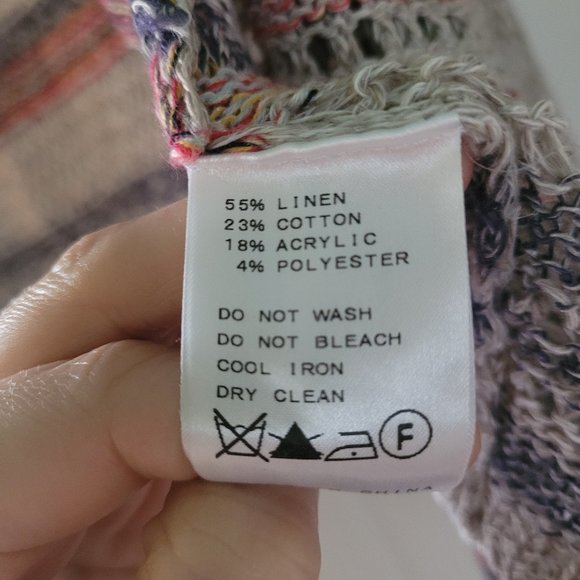 55% LINEN
23% COTTON
18% ACRYLIC
4% POLYESTER
DO NOT WASH
DO NOT BLEACH
COOL IRON
DRY CLEAN
F